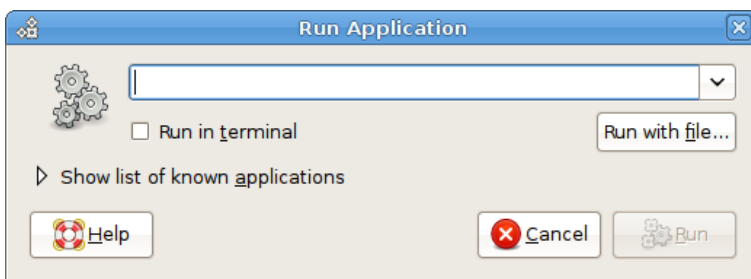 Run Application
Run in terminal
Run with file...
Show list of known applications
Help
Cancel
Run